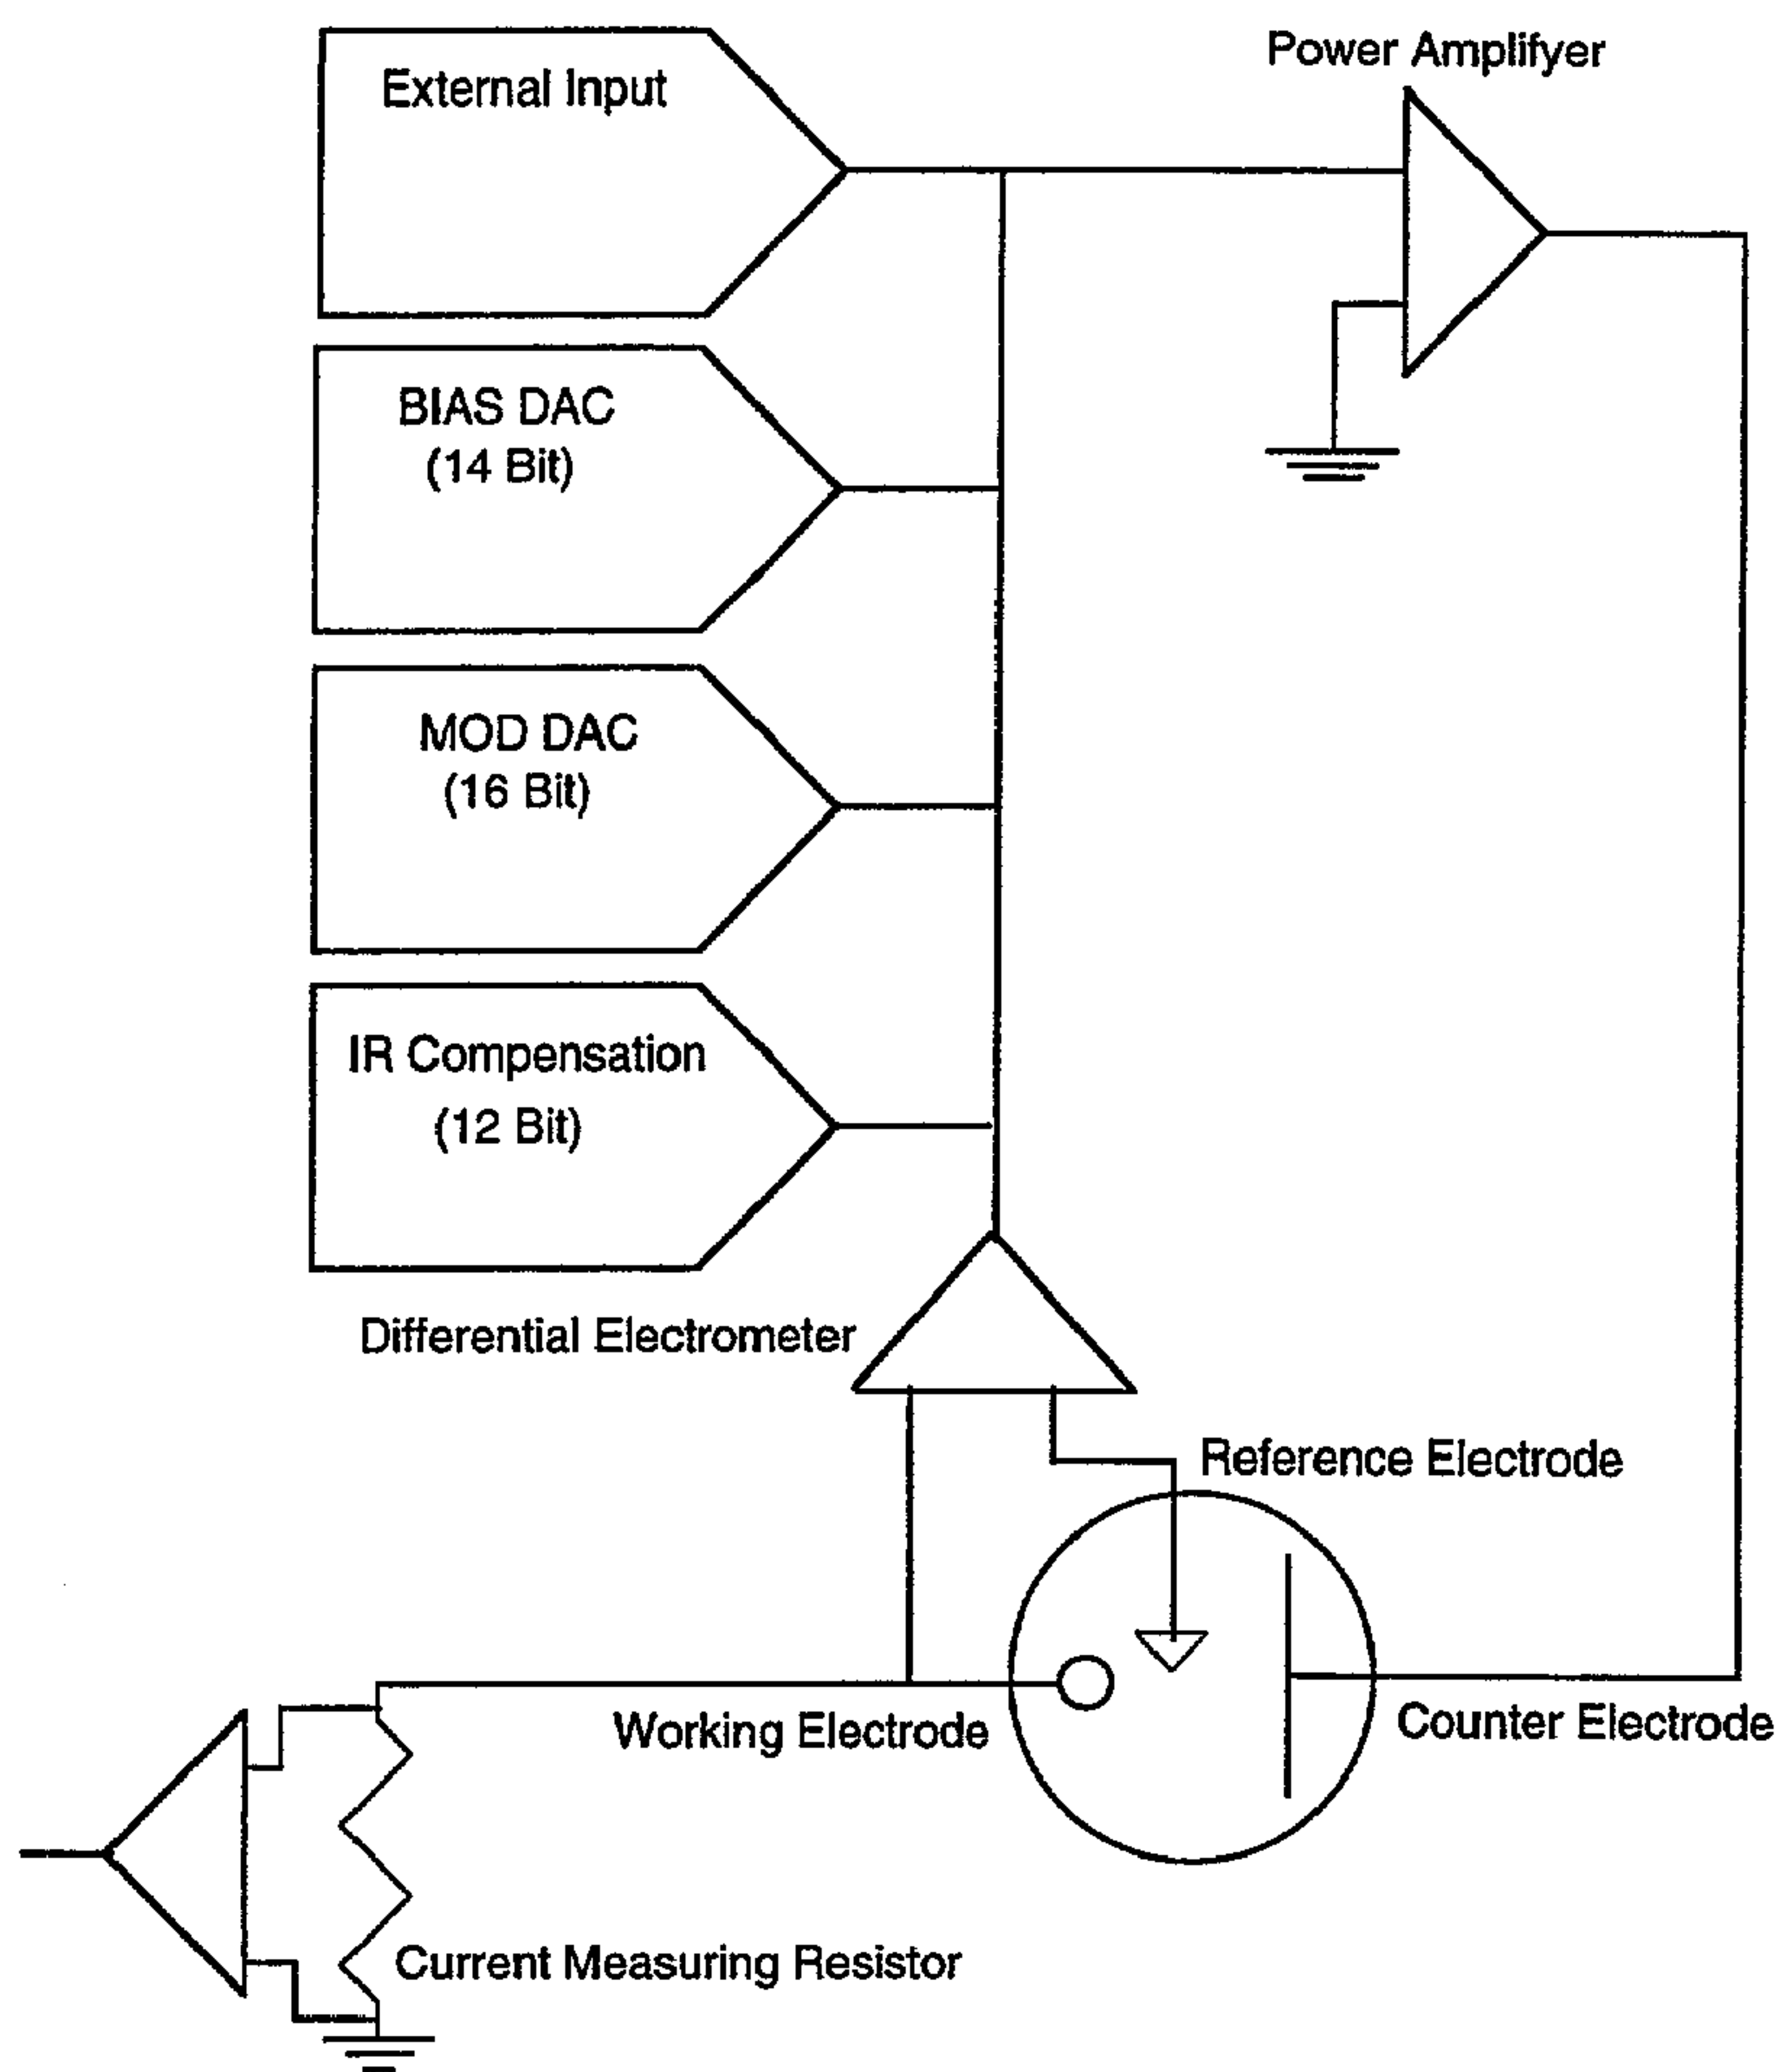 External Input
Power Amplifyer
BIAS DAC
(14 Bit)
MOD DAC
(16 Bit)
IR Compensation
(12 Bit)
Differential Electrometer
Reference Electrode
Working Electrode
Counter Electrode
Current Measuring Resistor